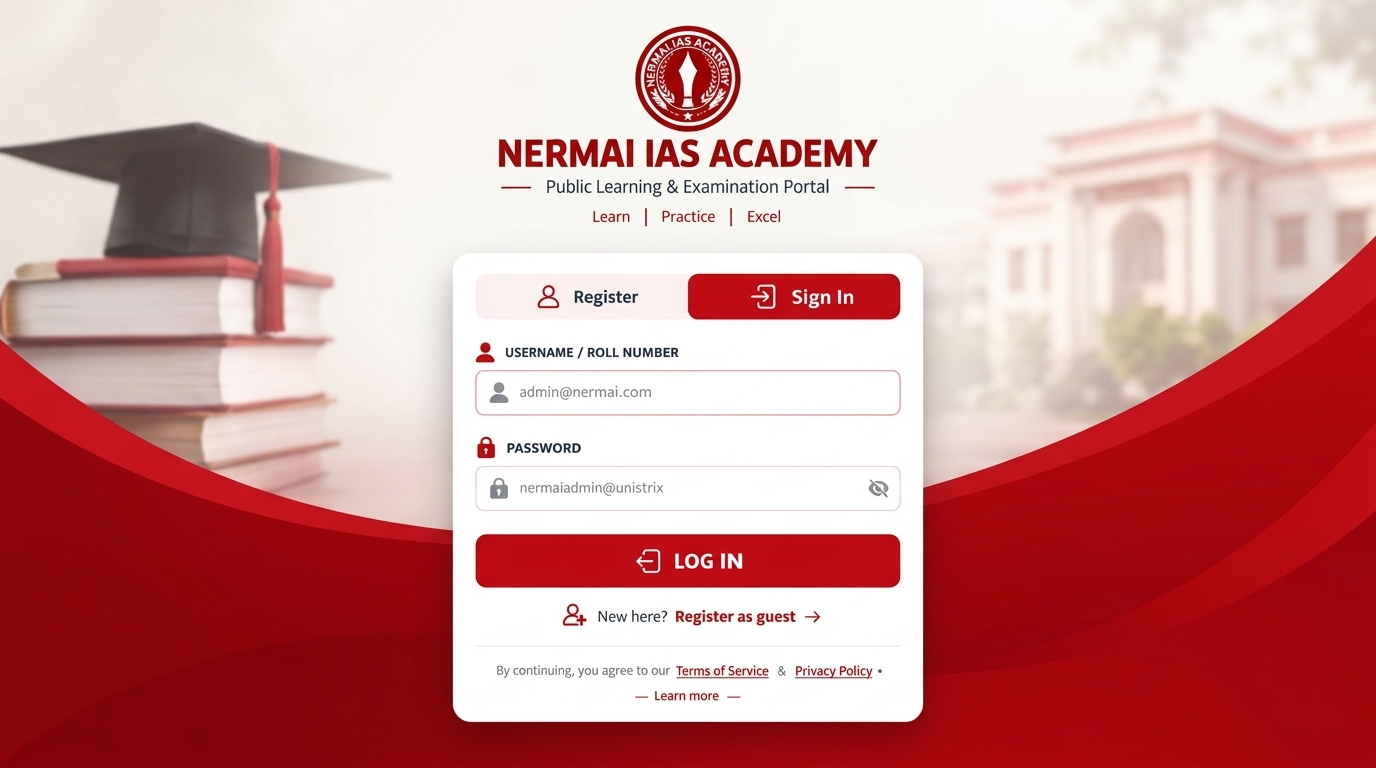 NERMAI IAS ACADEMY
NERMAI IAS ACADEMY
Public Learning & Examination Portal
Learn | Practice | Excel
Register
Sign In
USERNAME / ROLL NUMBER
admin@nermai.com
PASSWORD
nermaiadmin@unistrix
LOG IN
New here? Register as guest →
By continuing, you agree to our Terms of Service & Privacy Policy •
— Learn more —